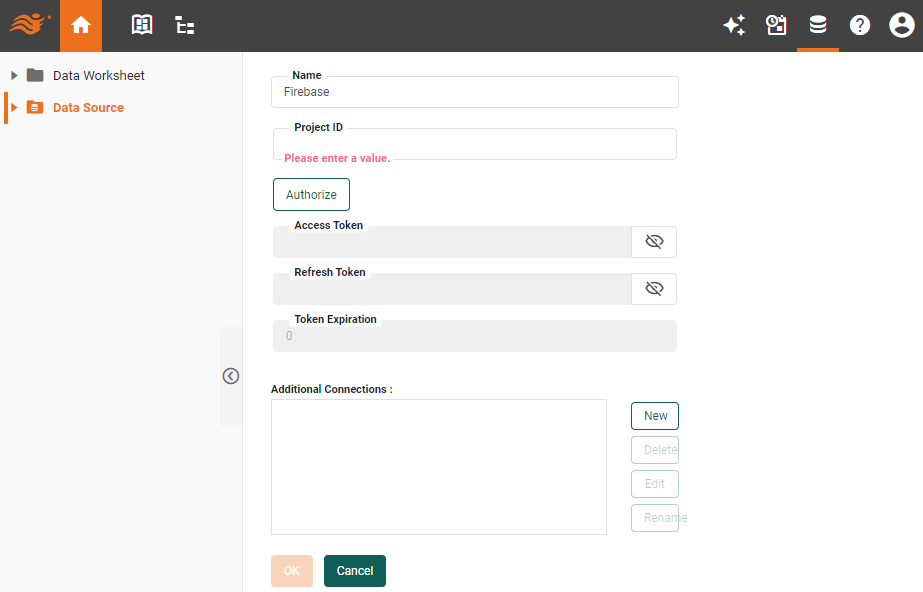 Data Worksheet
Data Source
Name
Firebase
Project ID
Please enter a value.
Authorize
Access Token
Refresh Token
Token Expiration
0
Additional Connections :
New
Delete
Edit
Rename
OK
Cancel